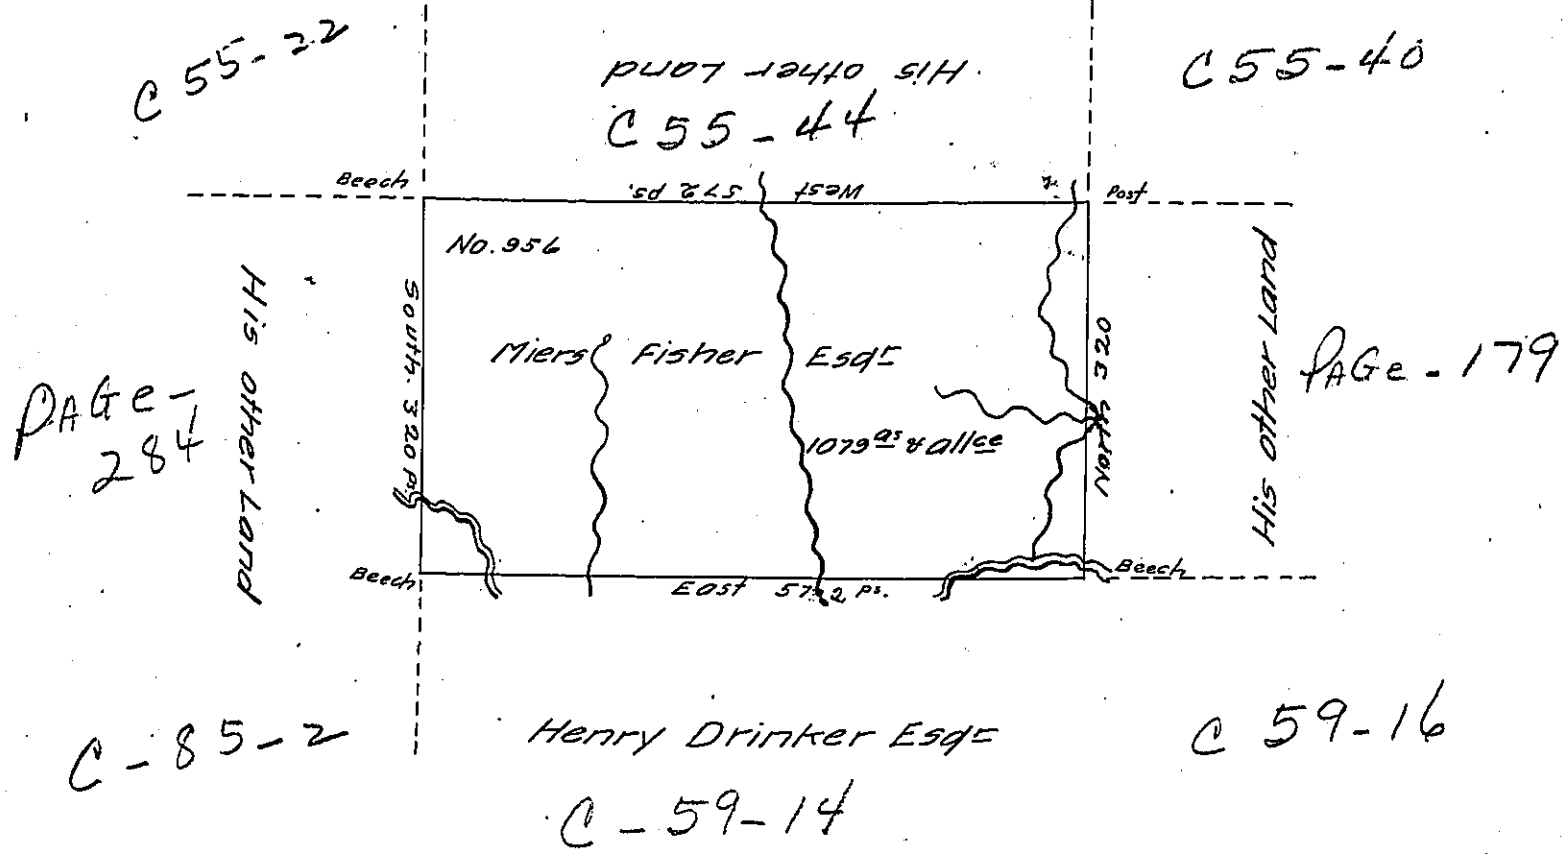 C 55-22
His other Land
C 55-40
C 55-44
Beech
West 572 ps.
Post
No. 956
His other Land
South. 320 ps
Miers Fisher Esqr
North 320
His other Land
PAGe-284
PAGe-179
1079 as & allce
Beech
East 572 ps.
Beech
C-85-2
Henry Drinker Esqr
C 59-16
C-59-14